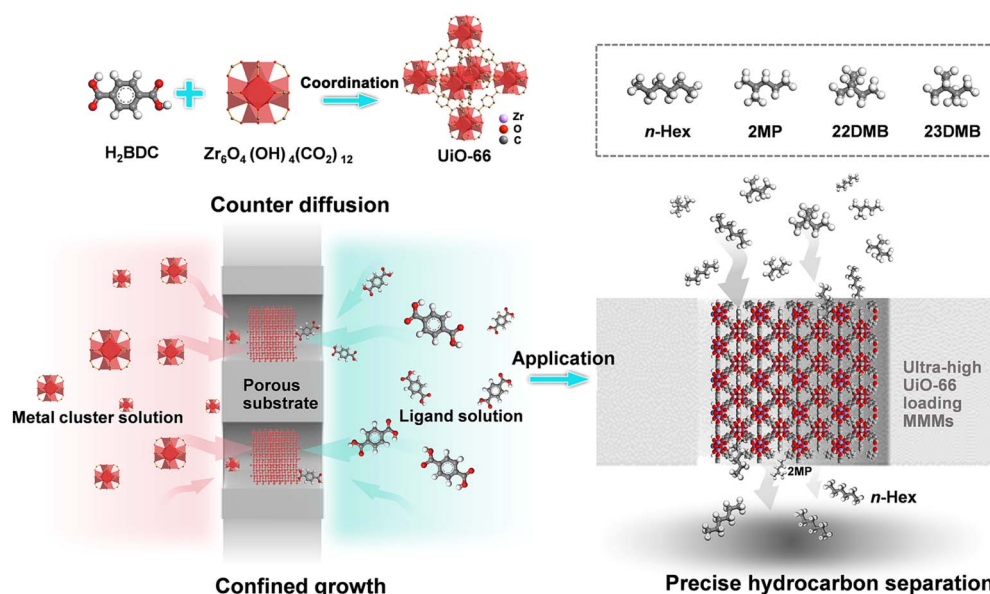 Coordination
Zr
O
C
H₂BDC
Zr₆O₄ (OH) ₄(CO₂) ₁₂
UiO-66
n-Hex
2MP
22DMB
23DMB
Counter diffusion
Metal cluster solution
Porous
substrate
Ligand solution
Confined growth
Application
Ultra-high
UiO-66
loading
MMMs
2MP
n-Hex
Precise hydrocarbon separation